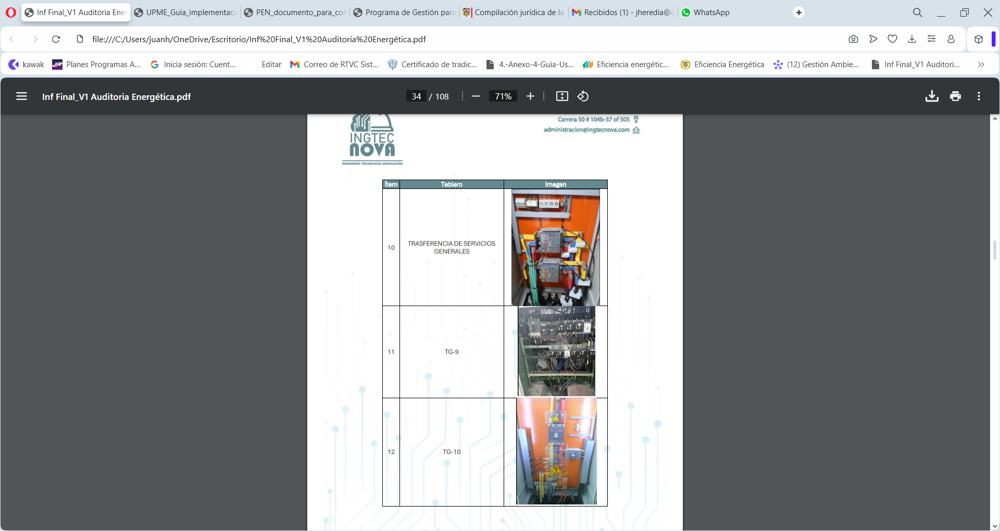 Inf Final_V1 Auditoria Ener
UPME_Guia_implementaci
PEN_documento_para_con
Programa de Gestión para
Compilación jurídica de la
Recibidos (1) - jheredia@c
WhatsApp
file:///C:/Users/juanh/OneDrive/Escritorio/Inf%20Final_V1%20Auditoria%20Energética.pdf
kawak
Planes Programas A...
Inicia sesión: Cuent...
Editar
Correo de RTVC Sist...
Certificado de tradic...
4.-Anexo-4-Guia-Us...
Eficiencia energétic...
Eficiencia Energética
(12) Gestión Ambie...
Inf Final_V1 Auditori...
Inf Final_V1 Auditoria Energética.pdf
34 / 108
71%
Carrera 50 # 104b-37 of 505
administracion@ingtecnova.com
INGTEC
NOVA
INGENIERÍA-TECNOLOGÍA-INNOVACIÓN
Ítem Tablero Imagen
10 TRASFERENCIA DE SERVICIOS
GENERALES
11 TG-9
12 TG-10